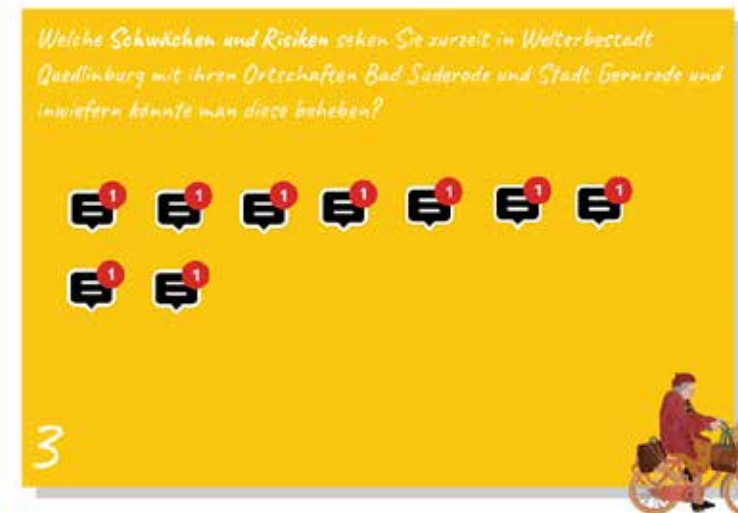 Welche Schwächen und Risiken sehen Sie zurzeit in Welterbestadt
Quedlinburg mit ihren Ortschaften Bad Suderode und Stadt Gernrode und
inwiefern könnte man diese beheben?
1 1 1 1 1 1 1
1 1
3